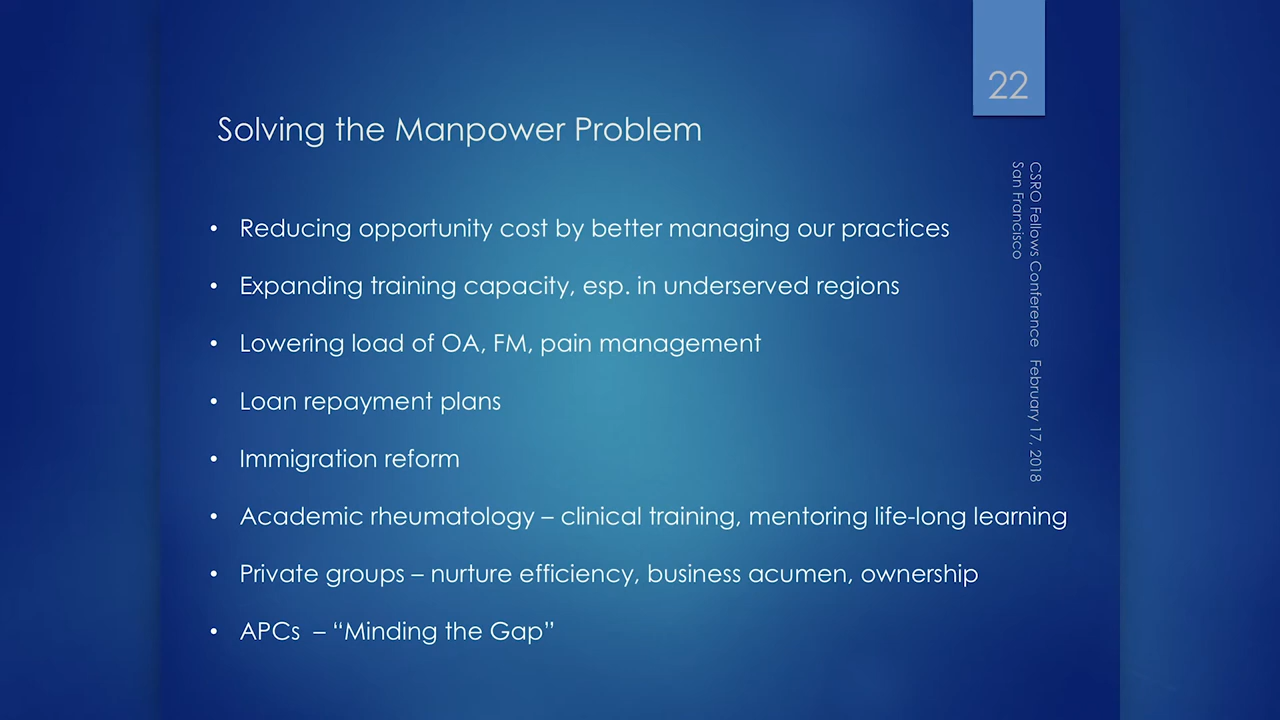 22
Solving the Manpower Problem
CSRO Fellows Conference February 17, 2018
San Francisco
• Reducing opportunity cost by better managing our practices
• Expanding training capacity, esp. in underserved regions
• Lowering load of OA, FM, pain management
• Loan repayment plans
• Immigration reform
• Academic rheumatology – clinical training, mentoring life-long learning
• Private groups – nurture efficiency, business acumen, ownership
• APCs – “Minding the Gap”